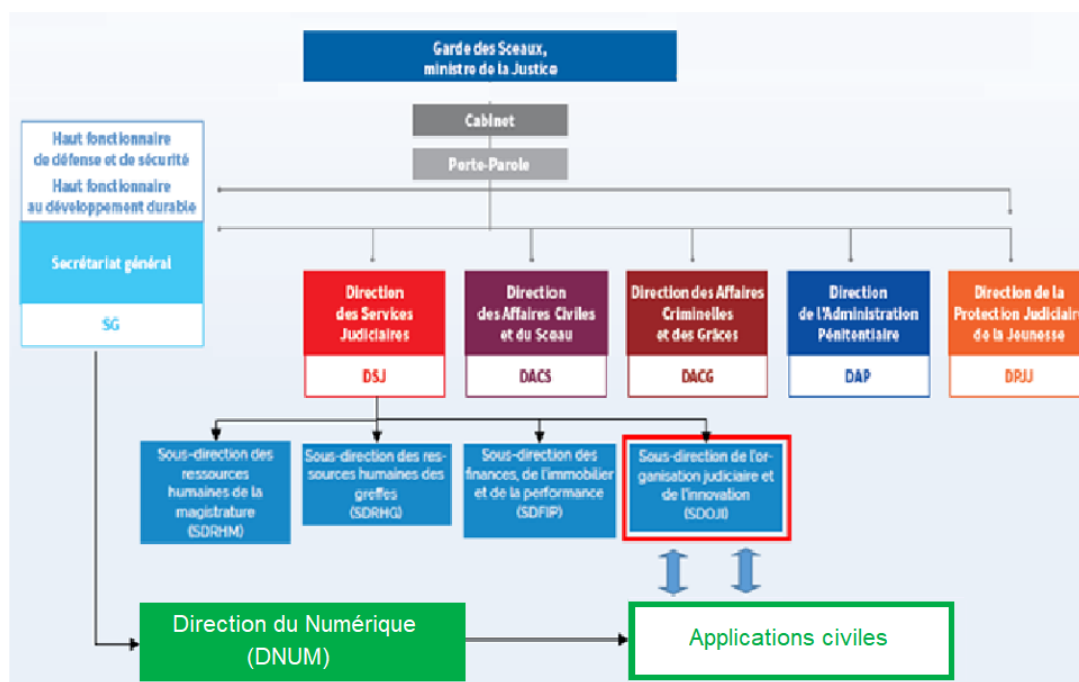 Garde des Sceaux,
ministre de la Justice
Cabinet
Porte-Parole
Haut fonctionnaire
de défense et de sécurité
Haut fonctionnaire
au développement durable
Secrétariat général
SG
Direction
des Services
Judiciaires
DSJ
Direction
des Affaires Civiles
et du Sceau
DACS
Direction des Affaires
Criminelles
et des Grâces
DACG
Direction
de l'Administration
Pénitentiaire
DAP
Direction de la
Protection Judiciaire
de la Jeunesse
DPJJ
Sous-direction des
ressources
humaines de la
magistrature
(SDRHM)
Sous-direction des res-
sources humaines des
greffes
(SDRHG)
Sous-direction des
finances, de l'immobilier
et de la performance
(SDFIP)
Sous-direction de l'or-
ganisation judiciaire et
de l'innovation
(SDOJI)
Direction du Numérique
(DNUM)
Applications civiles